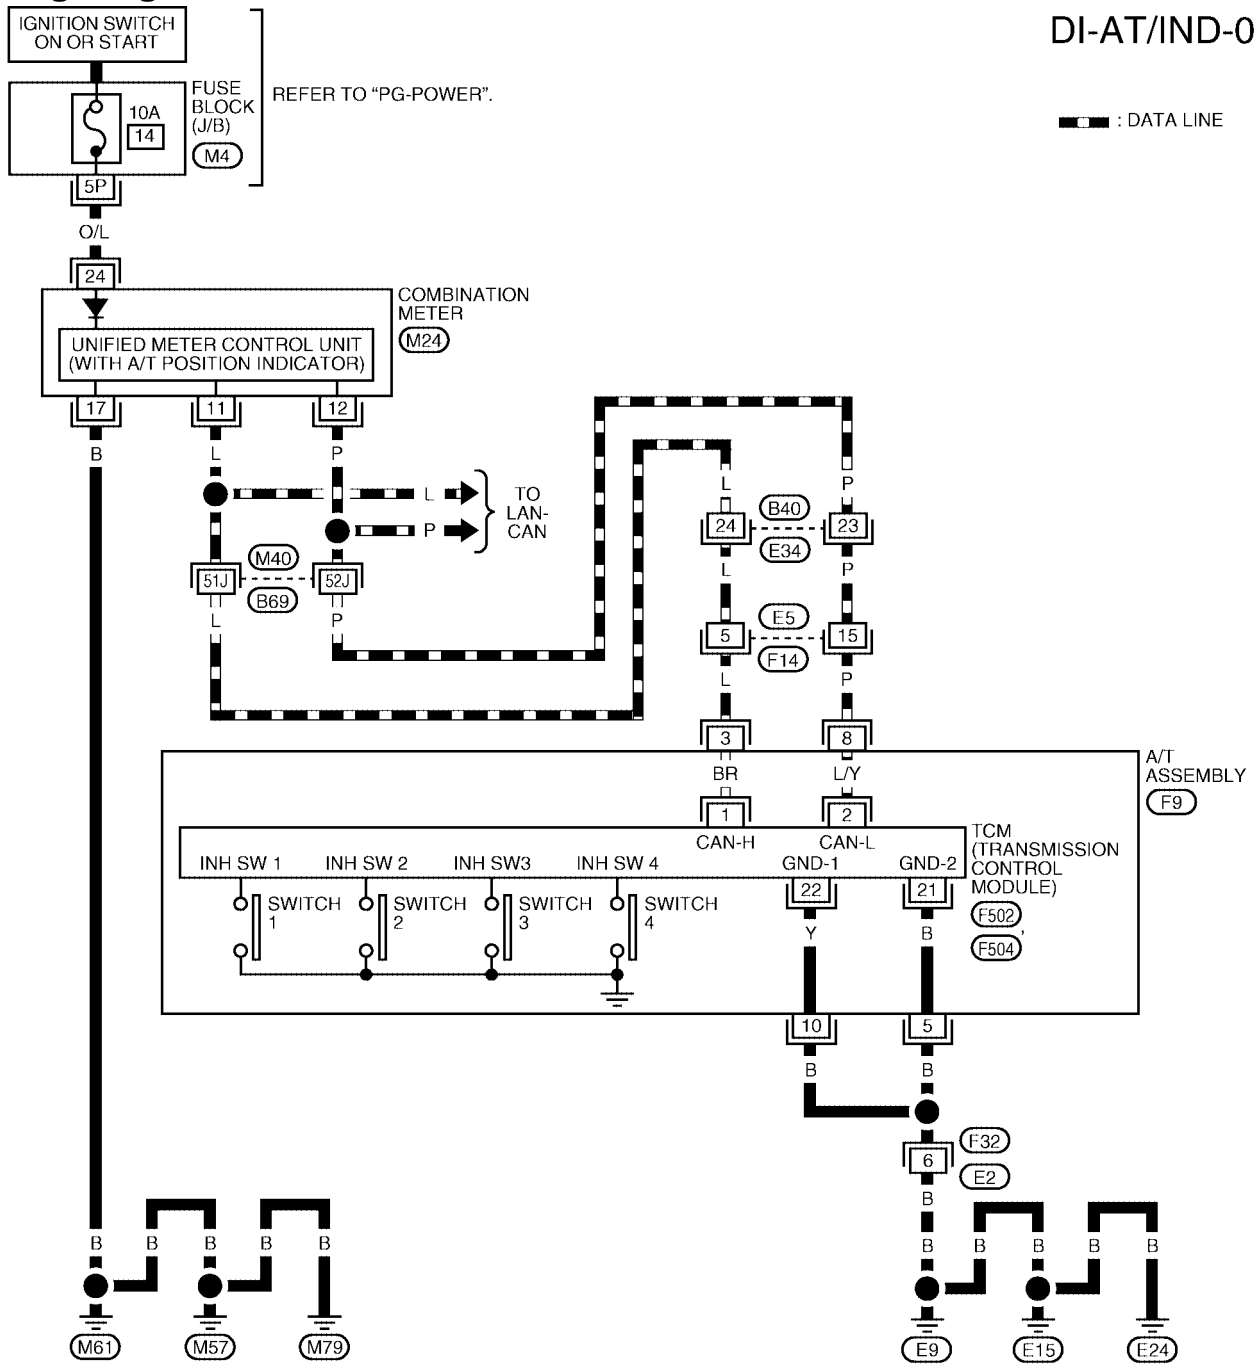 DI-AT/IND-0
IGNITION SWITCH
ON OR START
FUSE
BLOCK
(J/B)
M4
REFER TO “PG-POWER”.
10A
14
: DATA LINE
5P
O/L
24
COMBINATION
METER
M24
UNIFIED METER CONTROL UNIT
(WITH A/T POSITION INDICATOR)
17 11 12
B L P
L P
L
TO
LAN-
CAN
P
24 B40 23
E34
M40
51J 52J
B69
L P
L P
E5
5 15
F14
L P
3 8
A/T
ASSEMBLY
F9
BR L/Y
1 2
CAN-H CAN-L
TCM
(TRANSMISSION
CONTROL
MODULE)
F502 ,
F504
INH SW 1 INH SW 2 INH SW3 INH SW 4 GND-1 GND-2
22 21
SWITCH
1
SWITCH
2
SWITCH
3
SWITCH
4
Y B
10 5
B B
F32
6
E2
B
B B B B B
B B B B B
M61 M57 M79
E9 E15 E24